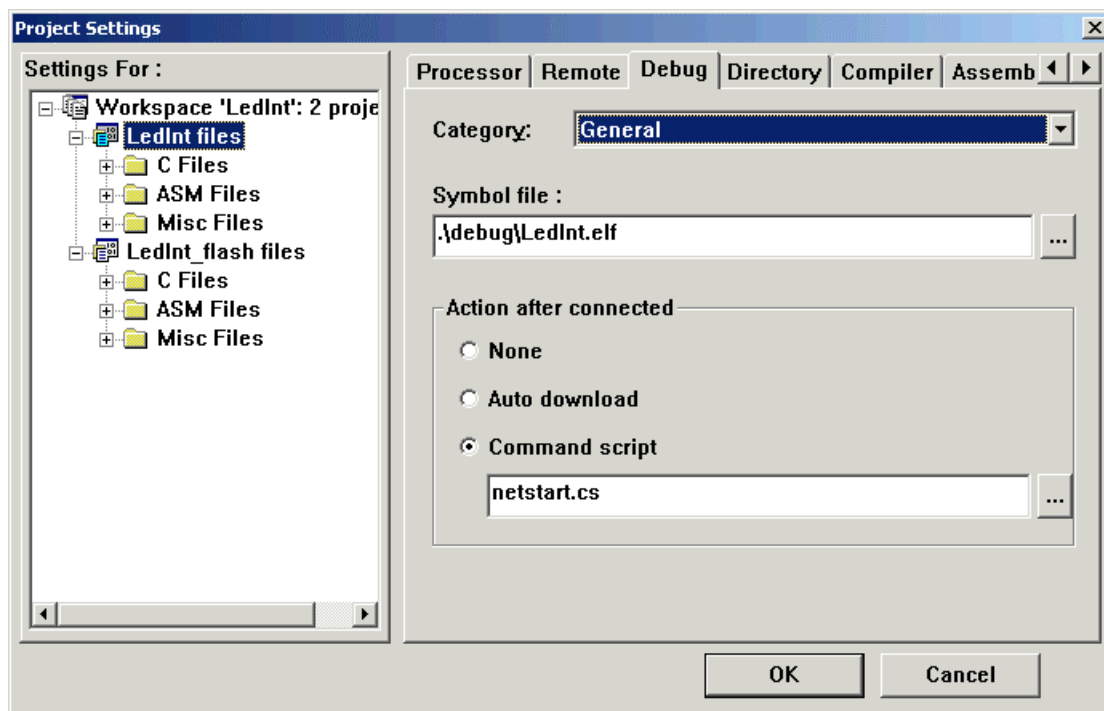 Project Settings
Settings For :
Workspace 'LedInt': 2 proje
LedInt files
C Files
ASM Files
Misc Files
LedInt_flash files
C Files
ASM Files
Misc Files
Processor Remote Debug Directory Compiler Assemb
Category: General
Symbol file :
.\debug\LedInt.elf
...
Action after connected
None
Auto download
Command script
netstart.cs
...
OK Cancel